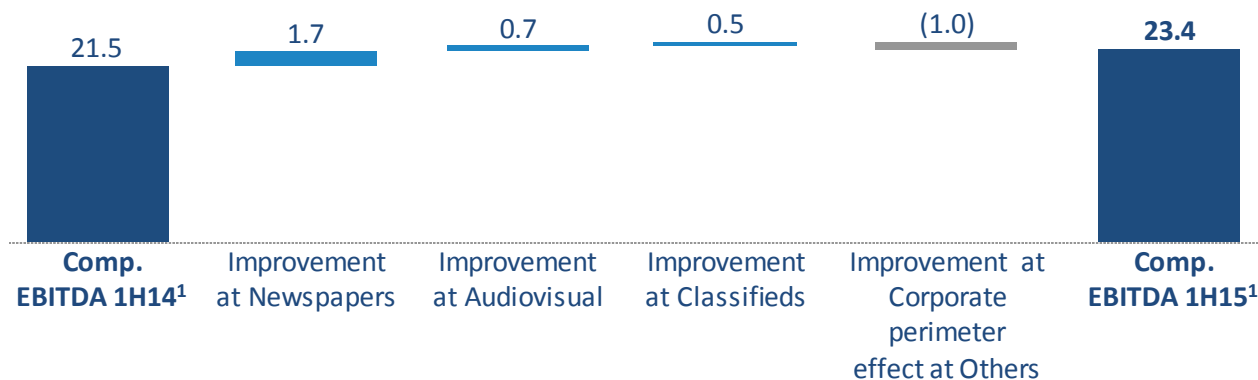 21.5
1.7
0.7
0.5
(1.0)
23.4
Comp.
EBITDA 1H14¹
Improvement
at Newspapers
Improvement
at Audiovisual
Improvement
at Classifieds
Improvement at
Corporate
perimeter
effect at Others
Comp.
EBITDA 1H15¹